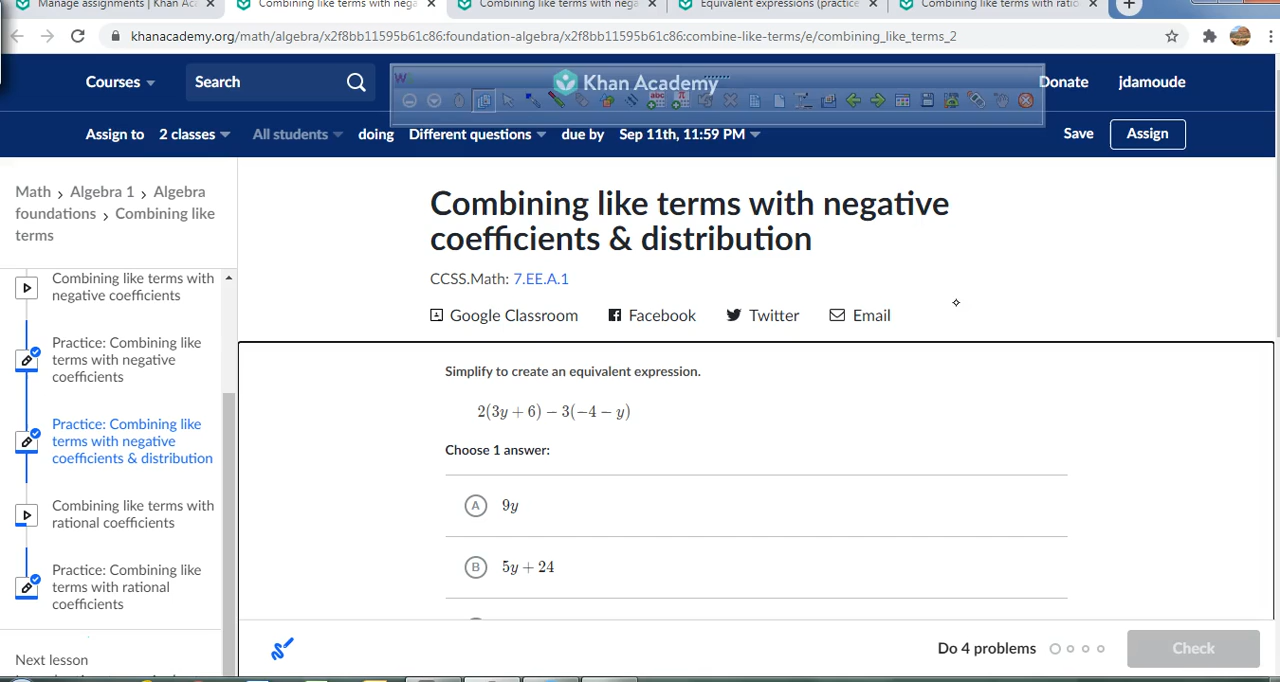 Manage assignments | Khan Ac
Combining like terms with nega
Combining like terms with nega
Equivalent expressions (practice
Combining like terms with ratio
khanacademy.org/math/algebra/x2f8bb11595b61c86:foundation-algebra/x2f8bb11595b61c86:combine-like-terms/e/combining_like_terms_2
Courses
Search
Khan Academy
Donate
jdamoude
Assign to 2 classes All students doing Different questions due by Sep 11th, 11:59 PM
Save
Assign
Math > Algebra 1 > Algebra
foundations > Combining like
terms
Combining like terms with
negative coefficients
Practice: Combining like
terms with negative
coefficients
Practice: Combining like
terms with negative
coefficients & distribution
Combining like terms with
rational coefficients
Practice: Combining like
terms with rational
coefficients
Next lesson
Combining like terms with negative
coefficients & distribution
CCSS.Math: 7.EE.A.1
Google Classroom Facebook Twitter Email
Simplify to create an equivalent expression.
2(3y + 6) − 3(−4 − y)
Choose 1 answer:
A 9y
B 5y + 24
Do 4 problems
Check